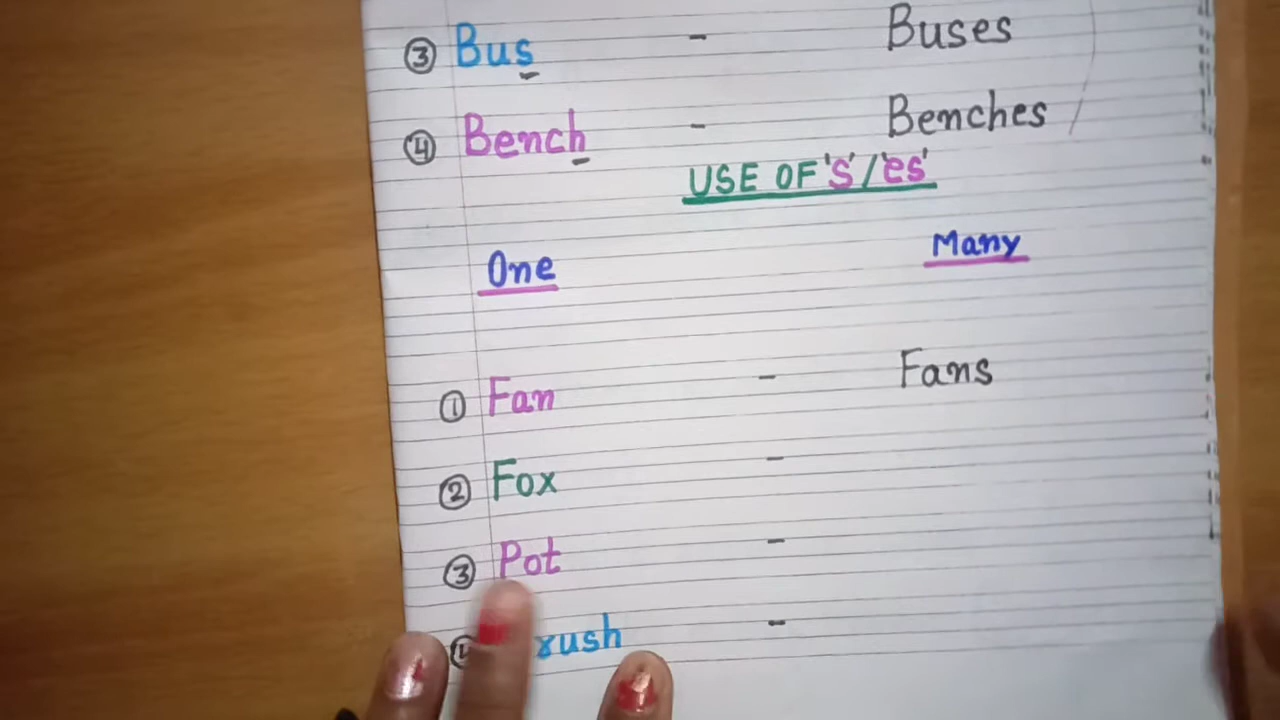 ③ Bus - Buses
④ Bench - Benches
USE OF 's'/'es'
One Many
① Fan - Fans
② Fox -
③ Pot -
-